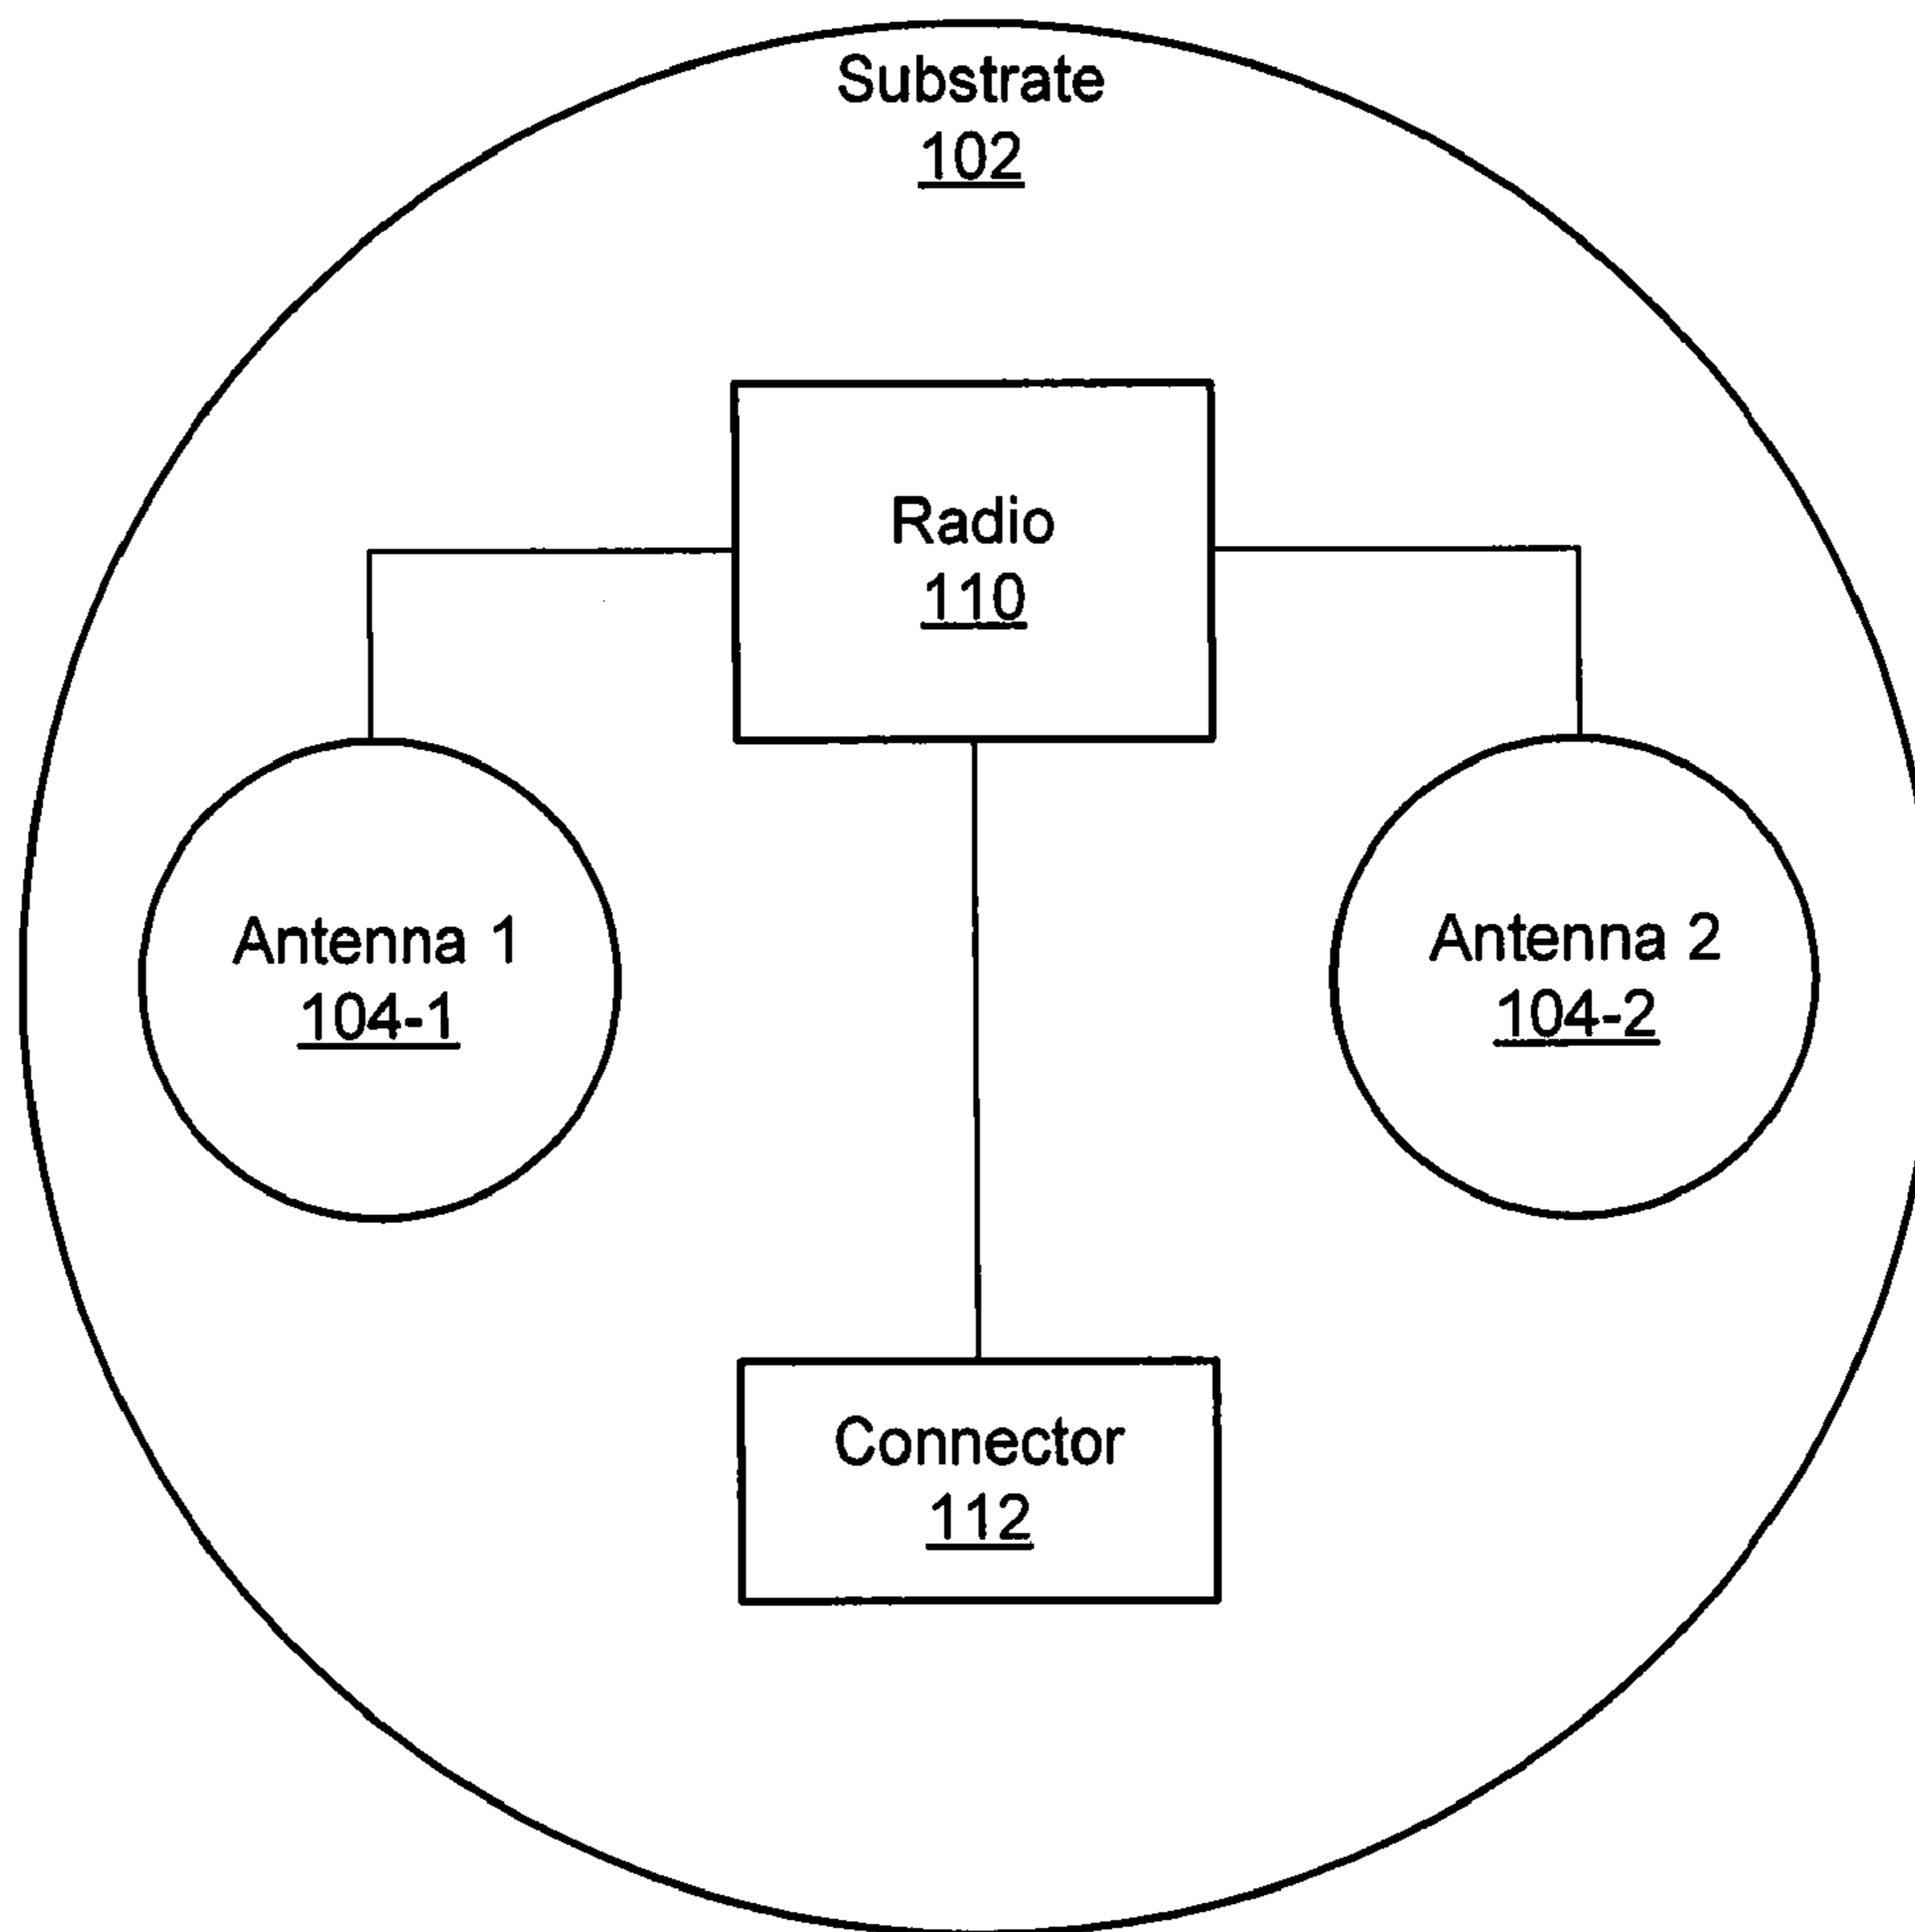 Substrate
102
Radio
110
Antenna 1
104-1
Antenna 2
104-2
Connector
112